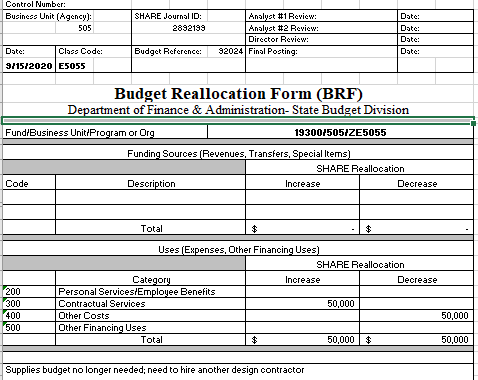 Control Number:
Business Unit (Agency): SHARE Journal ID: Analyst #1 Review: Date:
505 2892199 Analyst #2 Review: Date:
Director Review: Date:
Date: Class Code: Budget Reference: 92024 Final Posting: Date:
9/15/2020 E5055
Budget Reallocation Form (BRF)
Department of Finance & Administration- State Budget Division
Fund/Business Unit/Program or Org 19300/505/ZE5055
Funding Sources (Revenues, Transfers, Special Items)
SHARE Reallocation
Code Description Increase Decrease
Total $ - $ -
Uses (Expenses, Other Financing Uses)
SHARE Reallocation
Category Increase Decrease
200 Personal Services/Employee Benefits
300 Contractual Services 50,000
400 Other Costs 50,000
500 Other Financing Uses
Total $ 50,000 $ 50,000
Supplies budget no longer needed; need to hire another design contractor